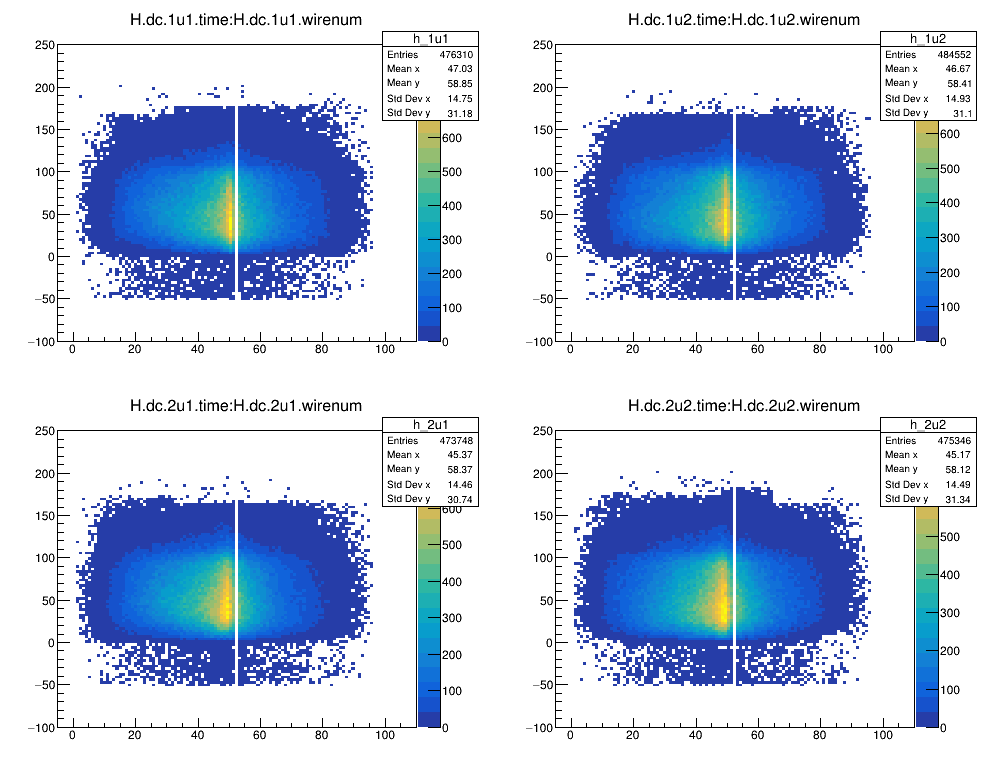 H.dc.1u1.time:H.dc.1u1.wirenum
h_1u1
Entries 476310
Mean x 47.03
Mean y 58.85
Std Dev x 14.75
Std Dev y 31.18
250
200
150
100
50
0
−50
−100
0 20 40 60 80 100
600
500
400
300
200
100
0
H.dc.1u2.time:H.dc.1u2.wirenum
h_1u2
Entries 484552
Mean x 46.67
Mean y 58.41
Std Dev x 14.93
Std Dev y 31.1
250
200
150
100
50
0
−50
−100
0 20 40 60 80 100
600
500
400
300
200
100
0
H.dc.2u1.time:H.dc.2u1.wirenum
h_2u1
Entries 473748
Mean x 45.37
Mean y 58.37
Std Dev x 14.46
Std Dev y 30.74
250
200
150
100
50
0
−50
−100
0 20 40 60 80 100
600
500
400
300
200
100
0
H.dc.2u2.time:H.dc.2u2.wirenum
h_2u2
Entries 475346
Mean x 45.17
Mean y 58.12
Std Dev x 14.49
Std Dev y 31.34
250
200
150
100
50
0
−50
−100
0 20 40 60 80 100
500
400
300
200
100
0